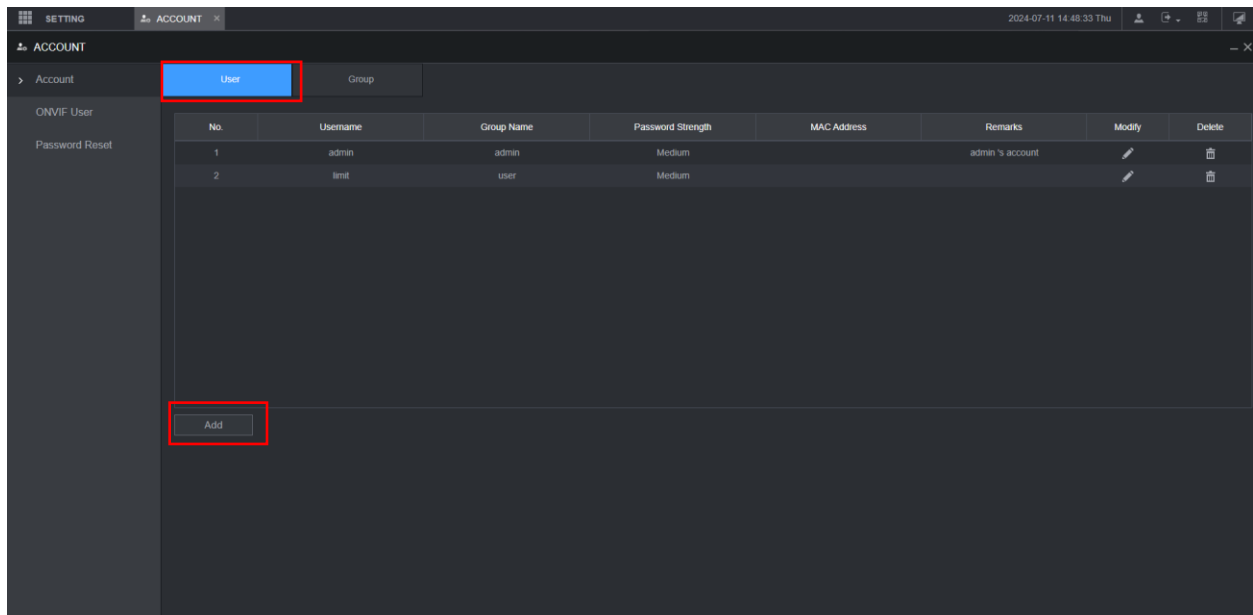 SETTING ACCOUNT × 2024-07-11 14:48:33 Thu
ACCOUNT
Account
User Group
ONVIF User
Password Reset
No. Username Group Name Password Strength MAC Address Remarks Modify Delete
1 admin admin Medium admin 's account
2 limit user Medium
Add